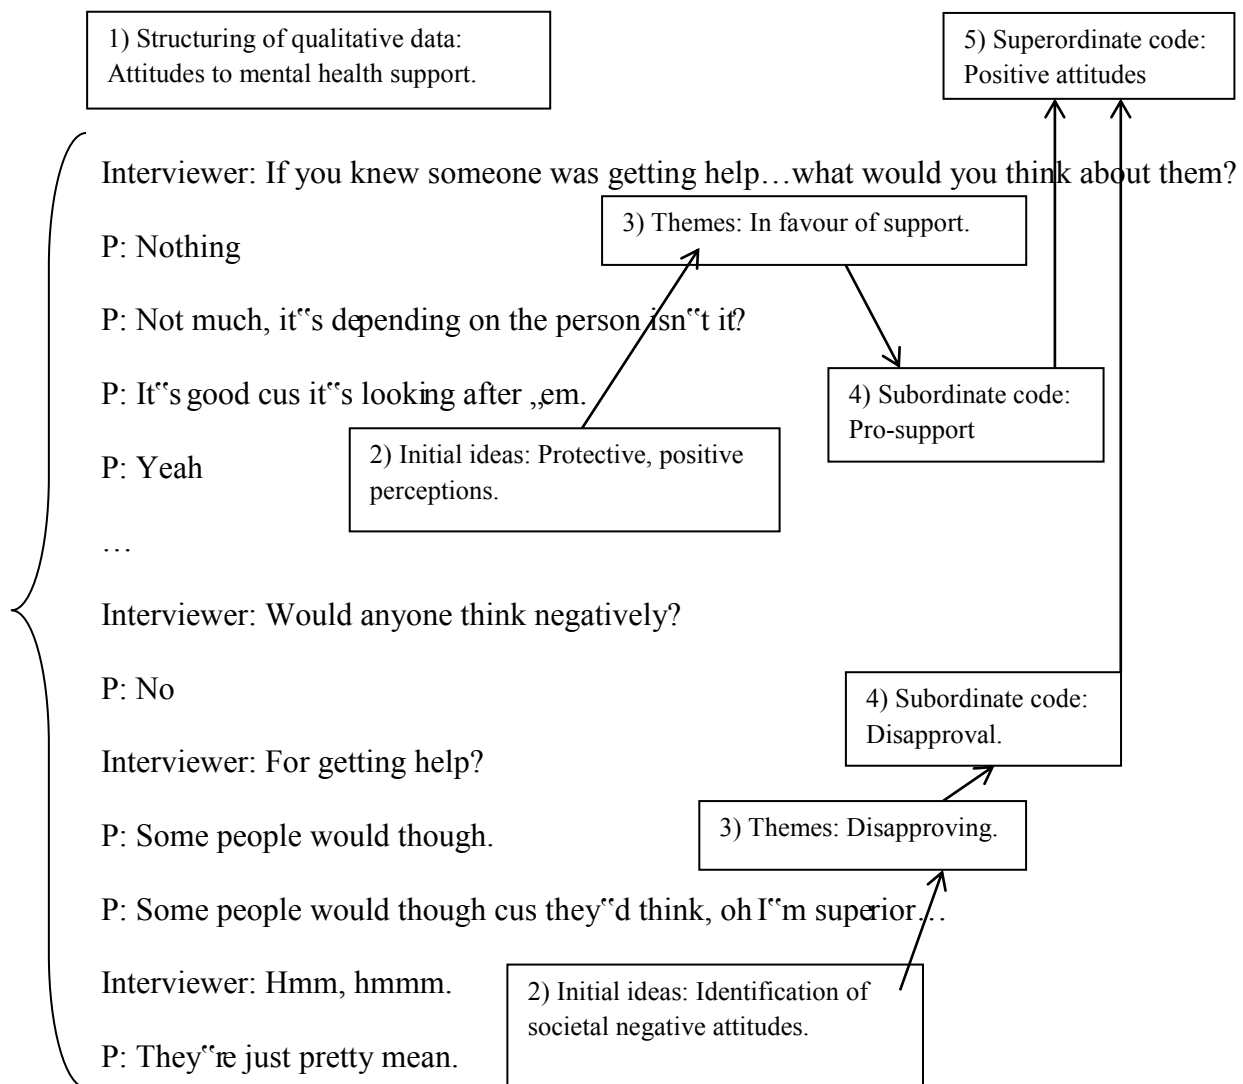 1) Structuring of qualitative data:
Attitudes to mental health support.
5) Superordinate code:
Positive attitudes
Interviewer: If you knew someone was getting help…what would you think about them?
3) Themes: In favour of support.
P: Nothing
P: Not much, it‟s depending on the person isn‟t it?
4) Subordinate code:
Pro-support
P: It‟s good cus it‟s looking after „em.
2) Initial ideas: Protective, positive
perceptions.
P: Yeah
…
Interviewer: Would anyone think negatively?
P: No
4) Subordinate code:
Disapproval.
Interviewer: For getting help?
3) Themes: Disapproving.
P: Some people would though.
P: Some people would though cus they‟d think, oh I‟m superior…
Interviewer: Hmm, hmmm.
2) Initial ideas: Identification of
societal negative attitudes.
P: They‟re just pretty mean.